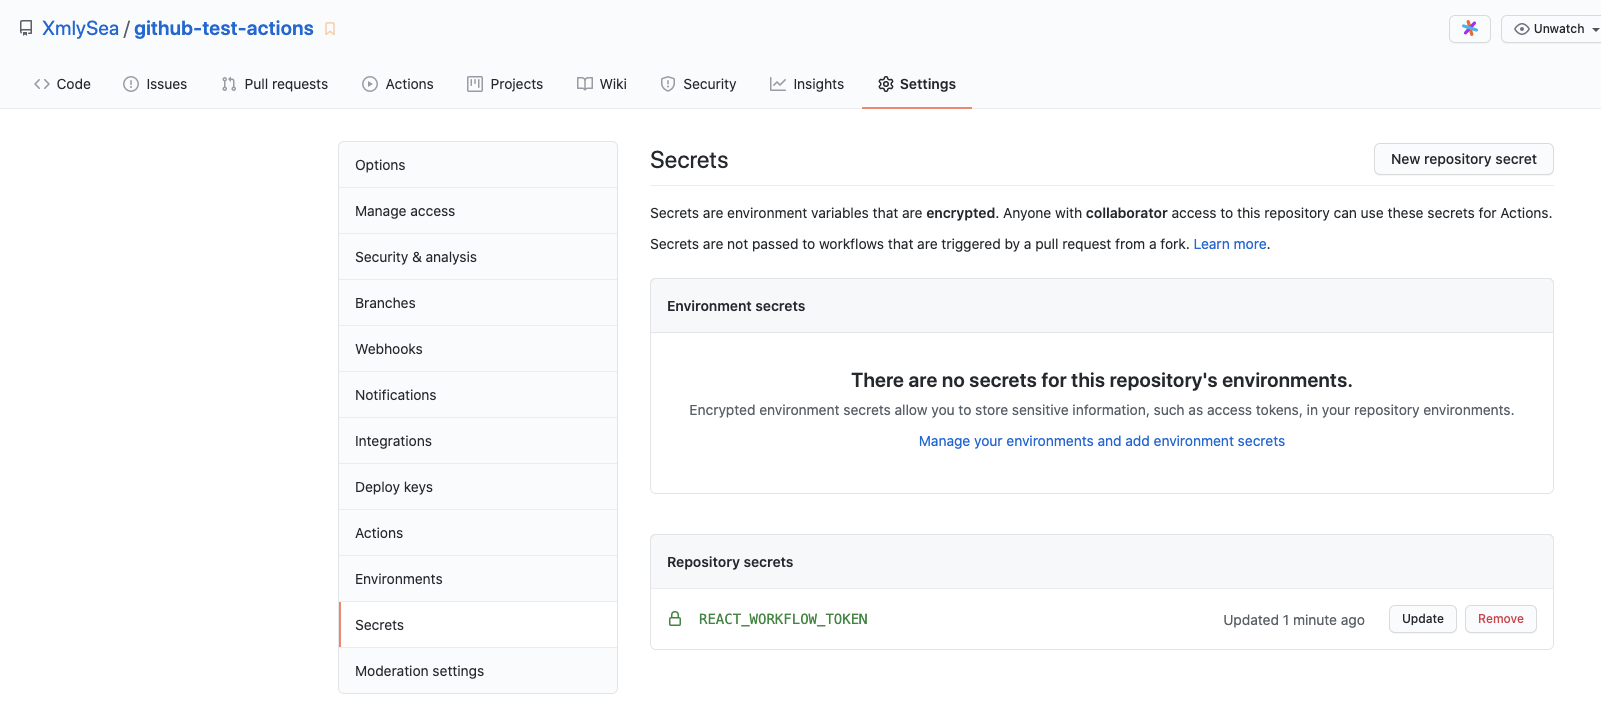 XmlySea / github-test-actions
Unwatch
Code Issues Pull requests Actions Projects Wiki Security Insights Settings
Options
Manage access
Security & analysis
Branches
Webhooks
Notifications
Integrations
Deploy keys
Actions
Environments
Secrets
Moderation settings
Secrets
New repository secret
Secrets are environment variables that are encrypted. Anyone with collaborator access to this repository can use these secrets for Actions.
Secrets are not passed to workflows that are triggered by a pull request from a fork. Learn more.
Environment secrets
There are no secrets for this repository's environments.
Encrypted environment secrets allow you to store sensitive information, such as access tokens, in your repository environments.
Manage your environments and add environment secrets
Repository secrets
REACT_WORKFLOW_TOKEN Updated 1 minute ago Update Remove